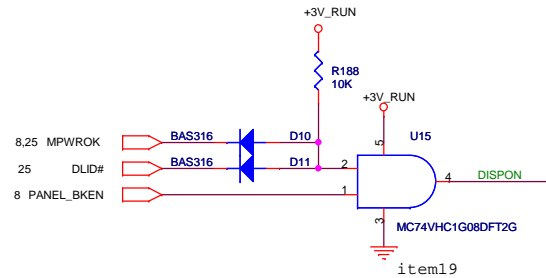 +3V_RUN
R188
10K
+3V_RUN
8,25 MPWROK BAS316 D10 5 U15
25 DLID# BAS316 D11 2
4 DISPON
8 PANEL_BKEN 1
3 MC74VHC1G08DFT2G
item19